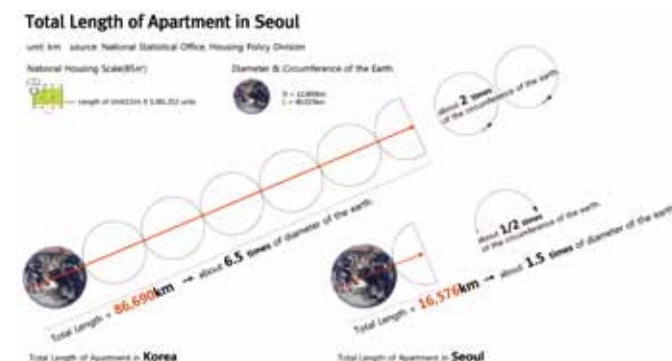 Total Length of Apartment in Seoul
unit: km source: National Statistical Office, Housing Policy Division
National Housing Scale(85㎡)
Diameter & Circumference of the Earth
Length of Unit
units
about 2 times
of the circumference of the earth
about 1/2 times
of the circumference of the earth
Total Length = 86,690km → about 6.5 times of diameter of the earth
Total Length = 16,576km → about 1.5 times of diameter of the earth
Total Length of Apartment in Korea
Total Length of Apartment in Seoul